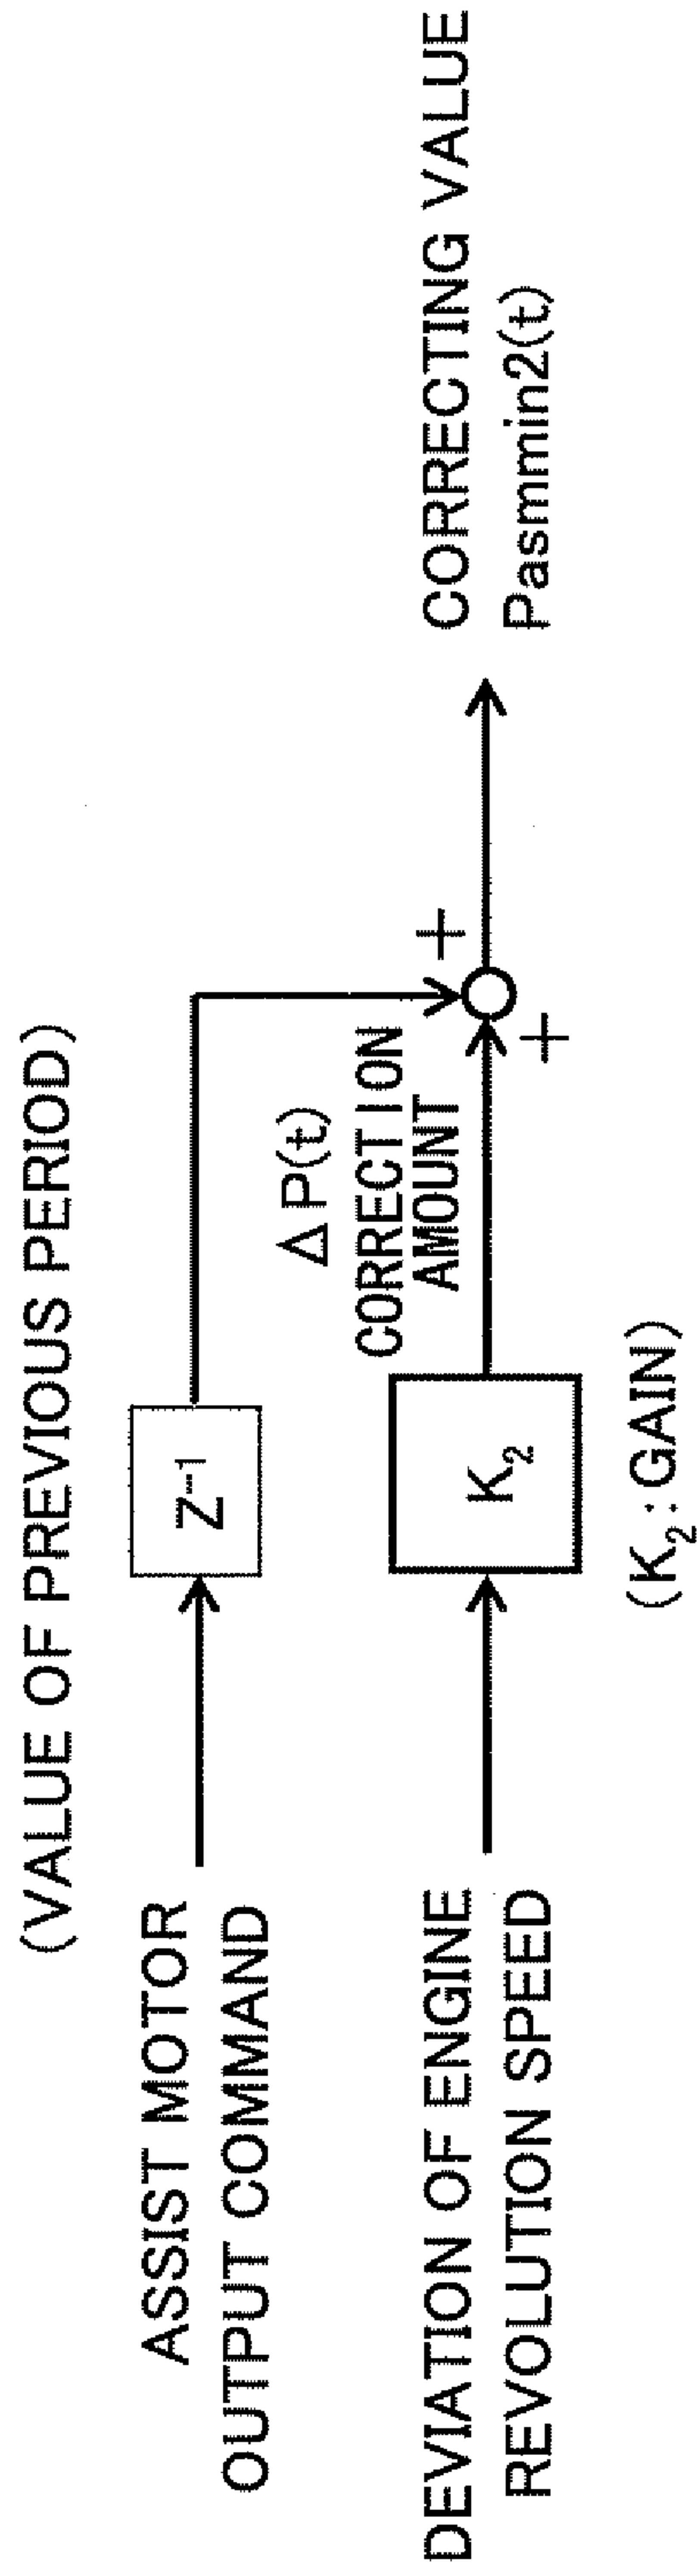 (VALUE OF PREVIOUS PERIOD)
ASSIST MOTOR
OUTPUT COMMAND
Z⁻¹
ΔP(t)
CORRECTION
AMOUNT
+
+
DEVIATION OF ENGINE
REVOLUTION SPEED
K₂
(K₂:GAIN)
CORRECTING VALUE
Pasmmin2(t)